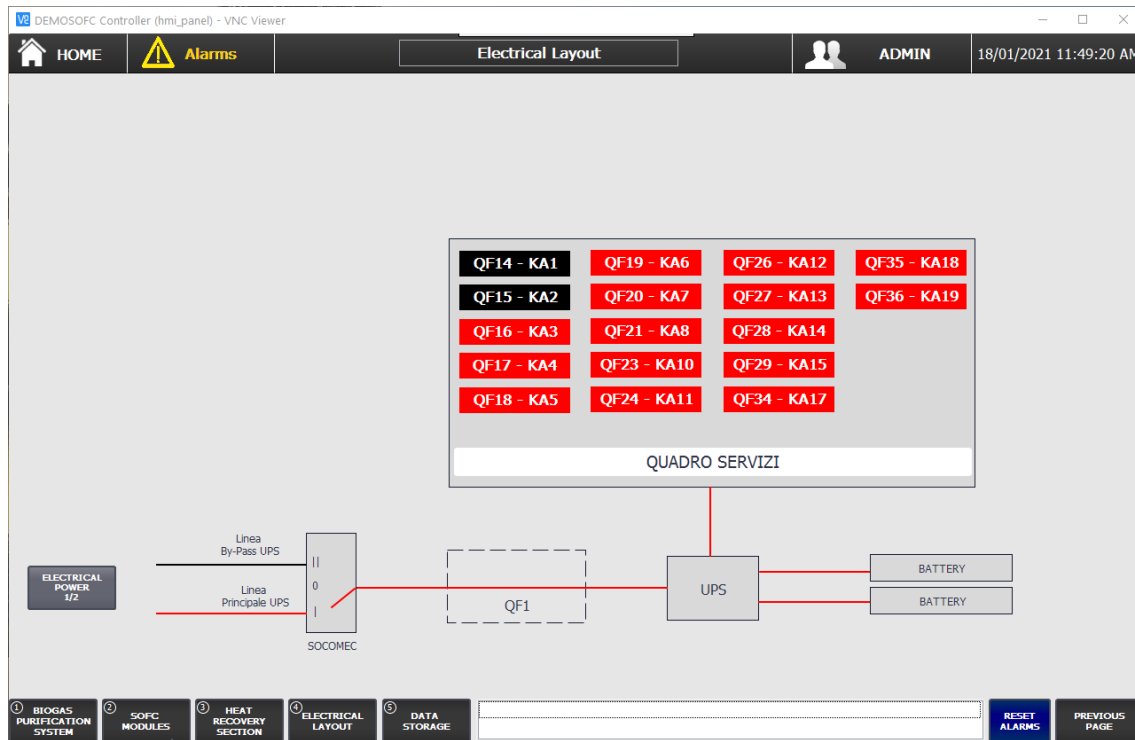 DEMOSOFC Controller (hmi_panel) - VNC Viewer
HOME
Alarms
Electrical Layout
ADMIN
18/01/2021 11:49:20 AM
QF14 - KA1
QF19 - KA6
QF26 - KA12
QF35 - KA18
QF15 - KA2
QF20 - KA7
QF27 - KA13
QF36 - KA19
QF16 - KA3
QF21 - KA8
QF28 - KA14
QF17 - KA4
QF23 - KA10
QF29 - KA15
QF18 - KA5
QF24 - KA11
QF34 - KA17
QUADRO SERVIZI
Linea
By-Pass UPS
Linea
Principale UPS
ELECTRICAL
POWER
1/2
||
0
|
SOCOMEC
QF1
UPS
BATTERY
BATTERY
1 BIOGAS
PURIFICATION
SYSTEM
2 SOFC
MODULES
3 HEAT
RECOVERY
SECTION
4 ELECTRICAL
LAYOUT
5 DATA
STORAGE
RESET
ALARMS
PREVIOUS
PAGE